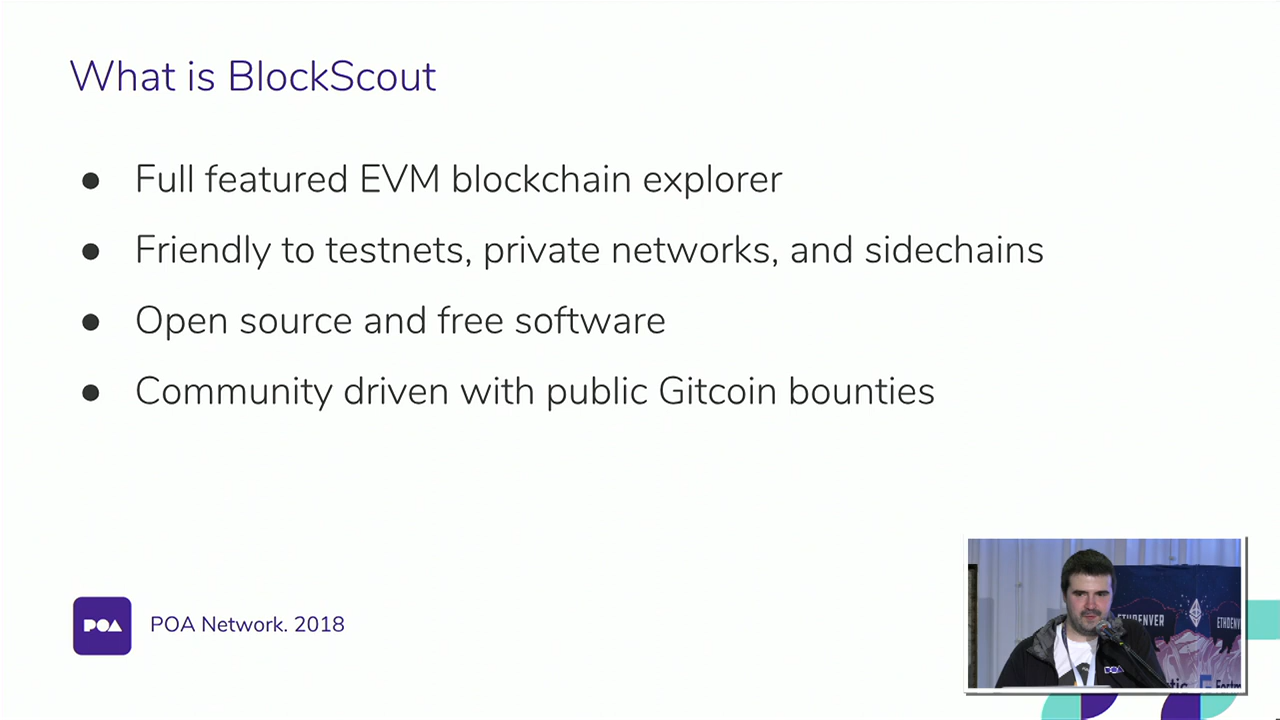 What is BlockScout
● Full featured EVM blockchain explorer
● Friendly to testnets, private networks, and sidechains
● Open source and free software
● Community driven with public Gitcoin bounties
POA
POA Network. 2018
ETHDENVER
POA